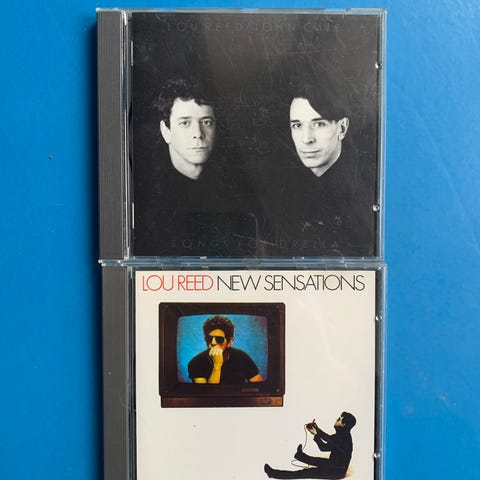 LOU REED/JOHN CALE
SONGS FOR DRELLA
LOU REED NEW SENSATIONS